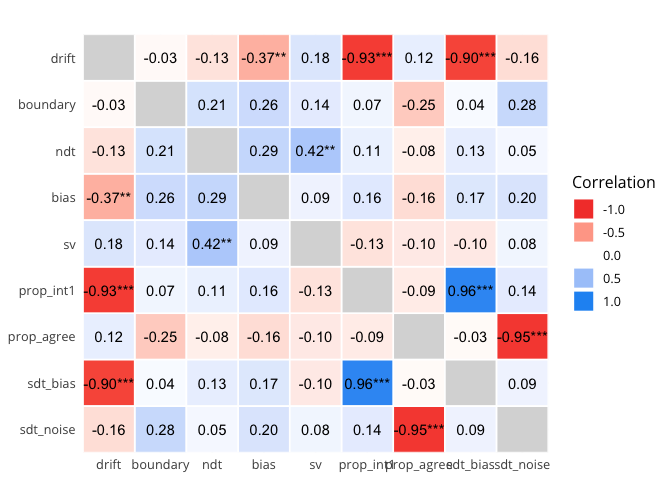 drift -0.03 -0.13 -0.37** 0.18 -0.93*** 0.12 -0.90*** -0.16
boundary -0.03 0.21 0.26 0.14 0.07 -0.25 0.04 0.28
ndt -0.13 0.21 0.29 0.42** 0.11 -0.08 0.13 0.05
bias -0.37** 0.26 0.29 0.09 0.16 -0.16 0.17 0.20
sv 0.18 0.14 0.42** 0.09 -0.13 -0.10 -0.10 0.08
prop_int1 -0.93*** 0.07 0.11 0.16 -0.13 -0.09 0.96*** 0.14
prop_agree 0.12 -0.25 -0.08 -0.16 -0.10 -0.09 -0.03 -0.95***
sdt_bias -0.90*** 0.04 0.13 0.17 -0.10 0.96*** -0.03 0.09
sdt_noise -0.16 0.28 0.05 0.20 0.08 0.14 -0.95*** 0.09
drift boundary ndt bias sv prop_int1 prop_agree sdt_bias sdt_noise
Correlation
-1.0
-0.5
0.0
0.5
1.0